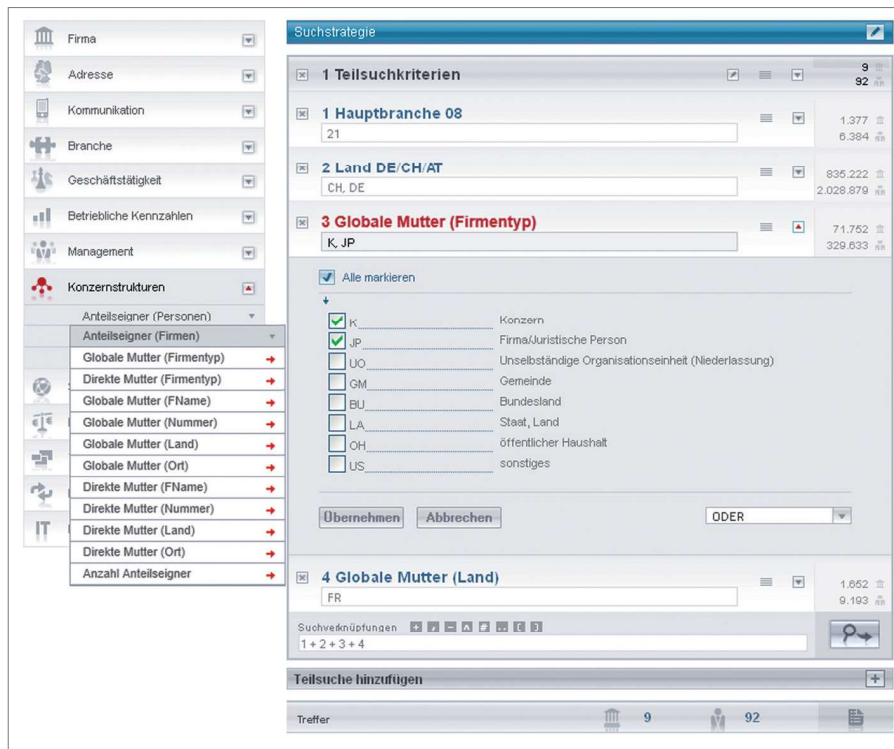 Firma
Adresse
Kommunikation
Branche
Geschäftstätigkeit
Betriebliche Kennzahlen
Management
Konzernstrukturen
Anteilseigner (Personen)
Anteilseigner (Firmen)
Globale Mutter (Firmentyp)
Direkte Mutter (Firmentyp)
Globale Mutter (FName)
Globale Mutter (Nummer)
Globale Mutter (Land)
Globale Mutter (Ort)
Direkte Mutter (FName)
Direkte Mutter (Nummer)
Direkte Mutter (Land)
Direkte Mutter (Ort)
Anzahl Anteilseigner
IT
Suchstrategie
1 Teilsuchkriterien
9
92
1 Hauptbranche 08
1.377
21
6.384
2 Land DE/CH/AT
835.222
CH, DE
2.028.879
3 Globale Mutter (Firmentyp)
71.752
K, JP
329.633
Alle markieren
K Konzern
JP Firma/Juristische Person
UO Unselbständige Organisationseinheit (Niederlassung)
GM Gemeinde
BU Bundesland
LA Staat, Land
OH öffentlicher Haushalt
US sonstiges
Übernehmen Abbrechen ODER
4 Globale Mutter (Land)
1.652
FR
9.193
Suchverknüpfungen
1 + 2 + 3 + 4
Teilsuche hinzufügen
Treffer 9 92